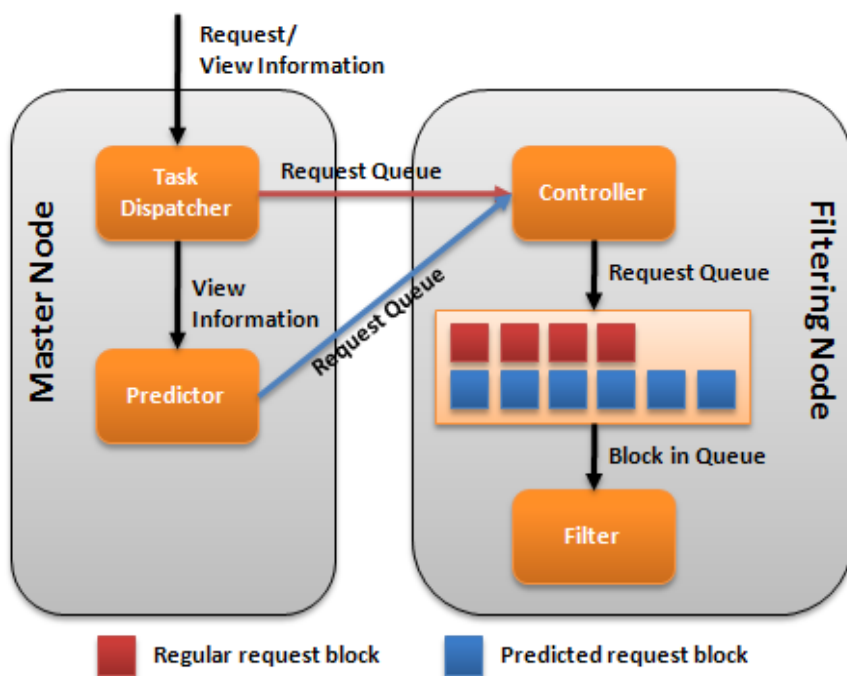 Request/
View Information
Master Node
Task
Dispatcher
Request Queue
Controller
Filtering Node
View
Information
Request Queue
Request Queue
Predictor
Block in Queue
Filter
Regular request block
Predicted request block